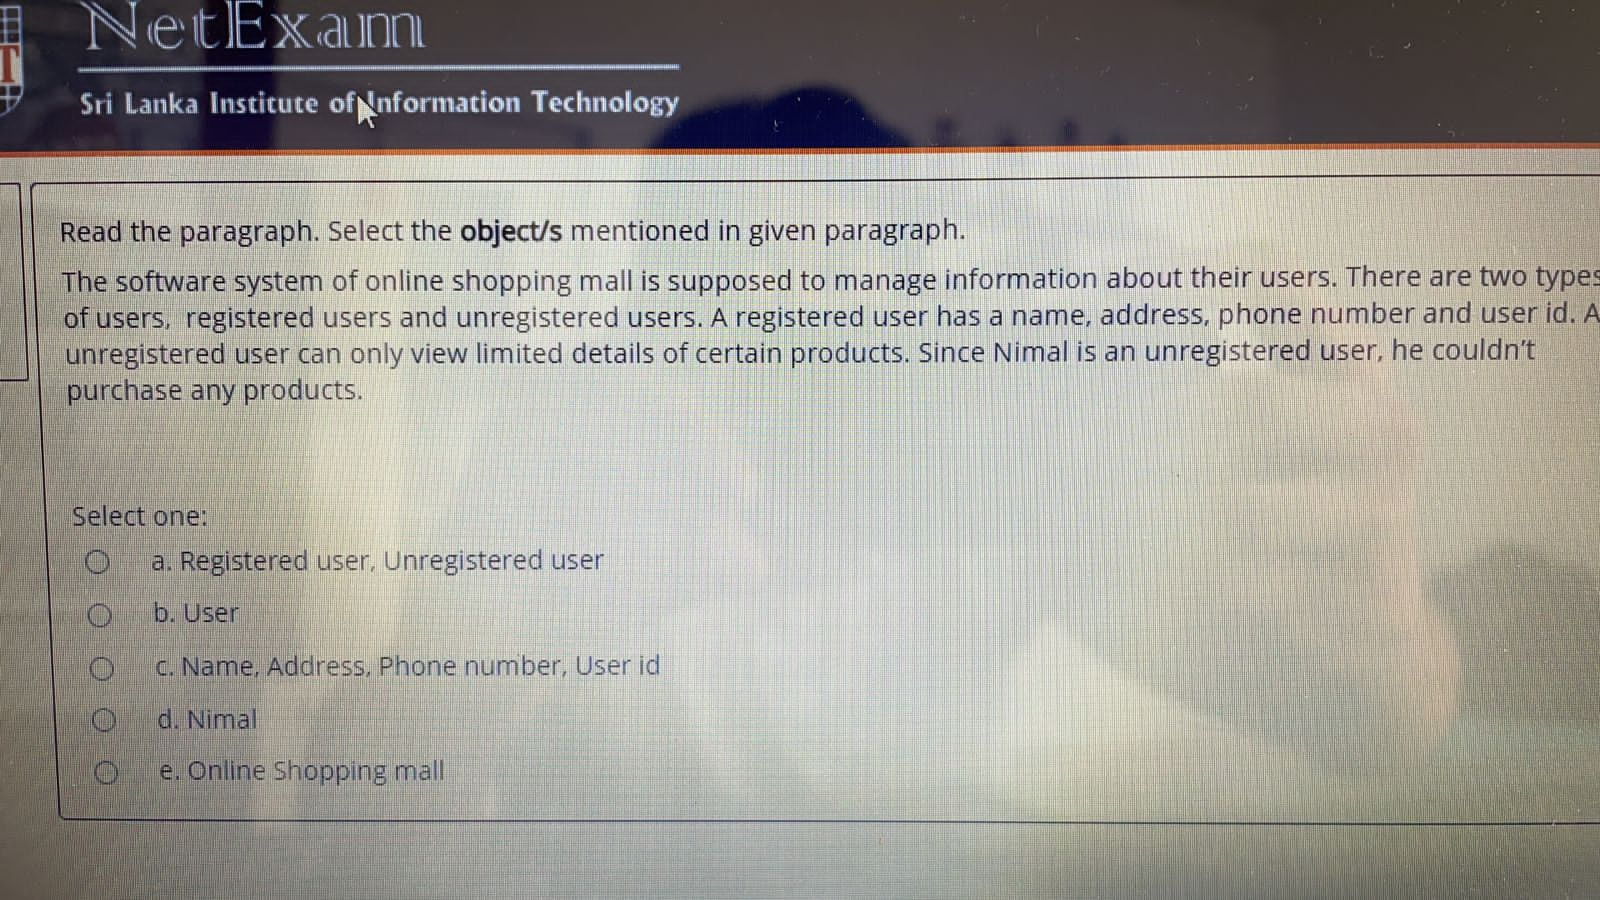 NetExam
Sri Lanka Institute of Information Technology
T
Read the paragraph. Select the object/s mentioned in given paragraph.
The software system of online shopping mall is supposed to manage information about their users. There are two types
of users, registered users and unregistered users. A registered user has a name, address, phone number and user id. A
unregistered user can only view limited details of certain products. Since Nimal is an unregistered user, he couldn't
purchase any products.
Select one:
a. Registered user, Unregistered user
b. User
c. Name, Address, Phone number, User id
d. Nimal
e. Online Shopping mall